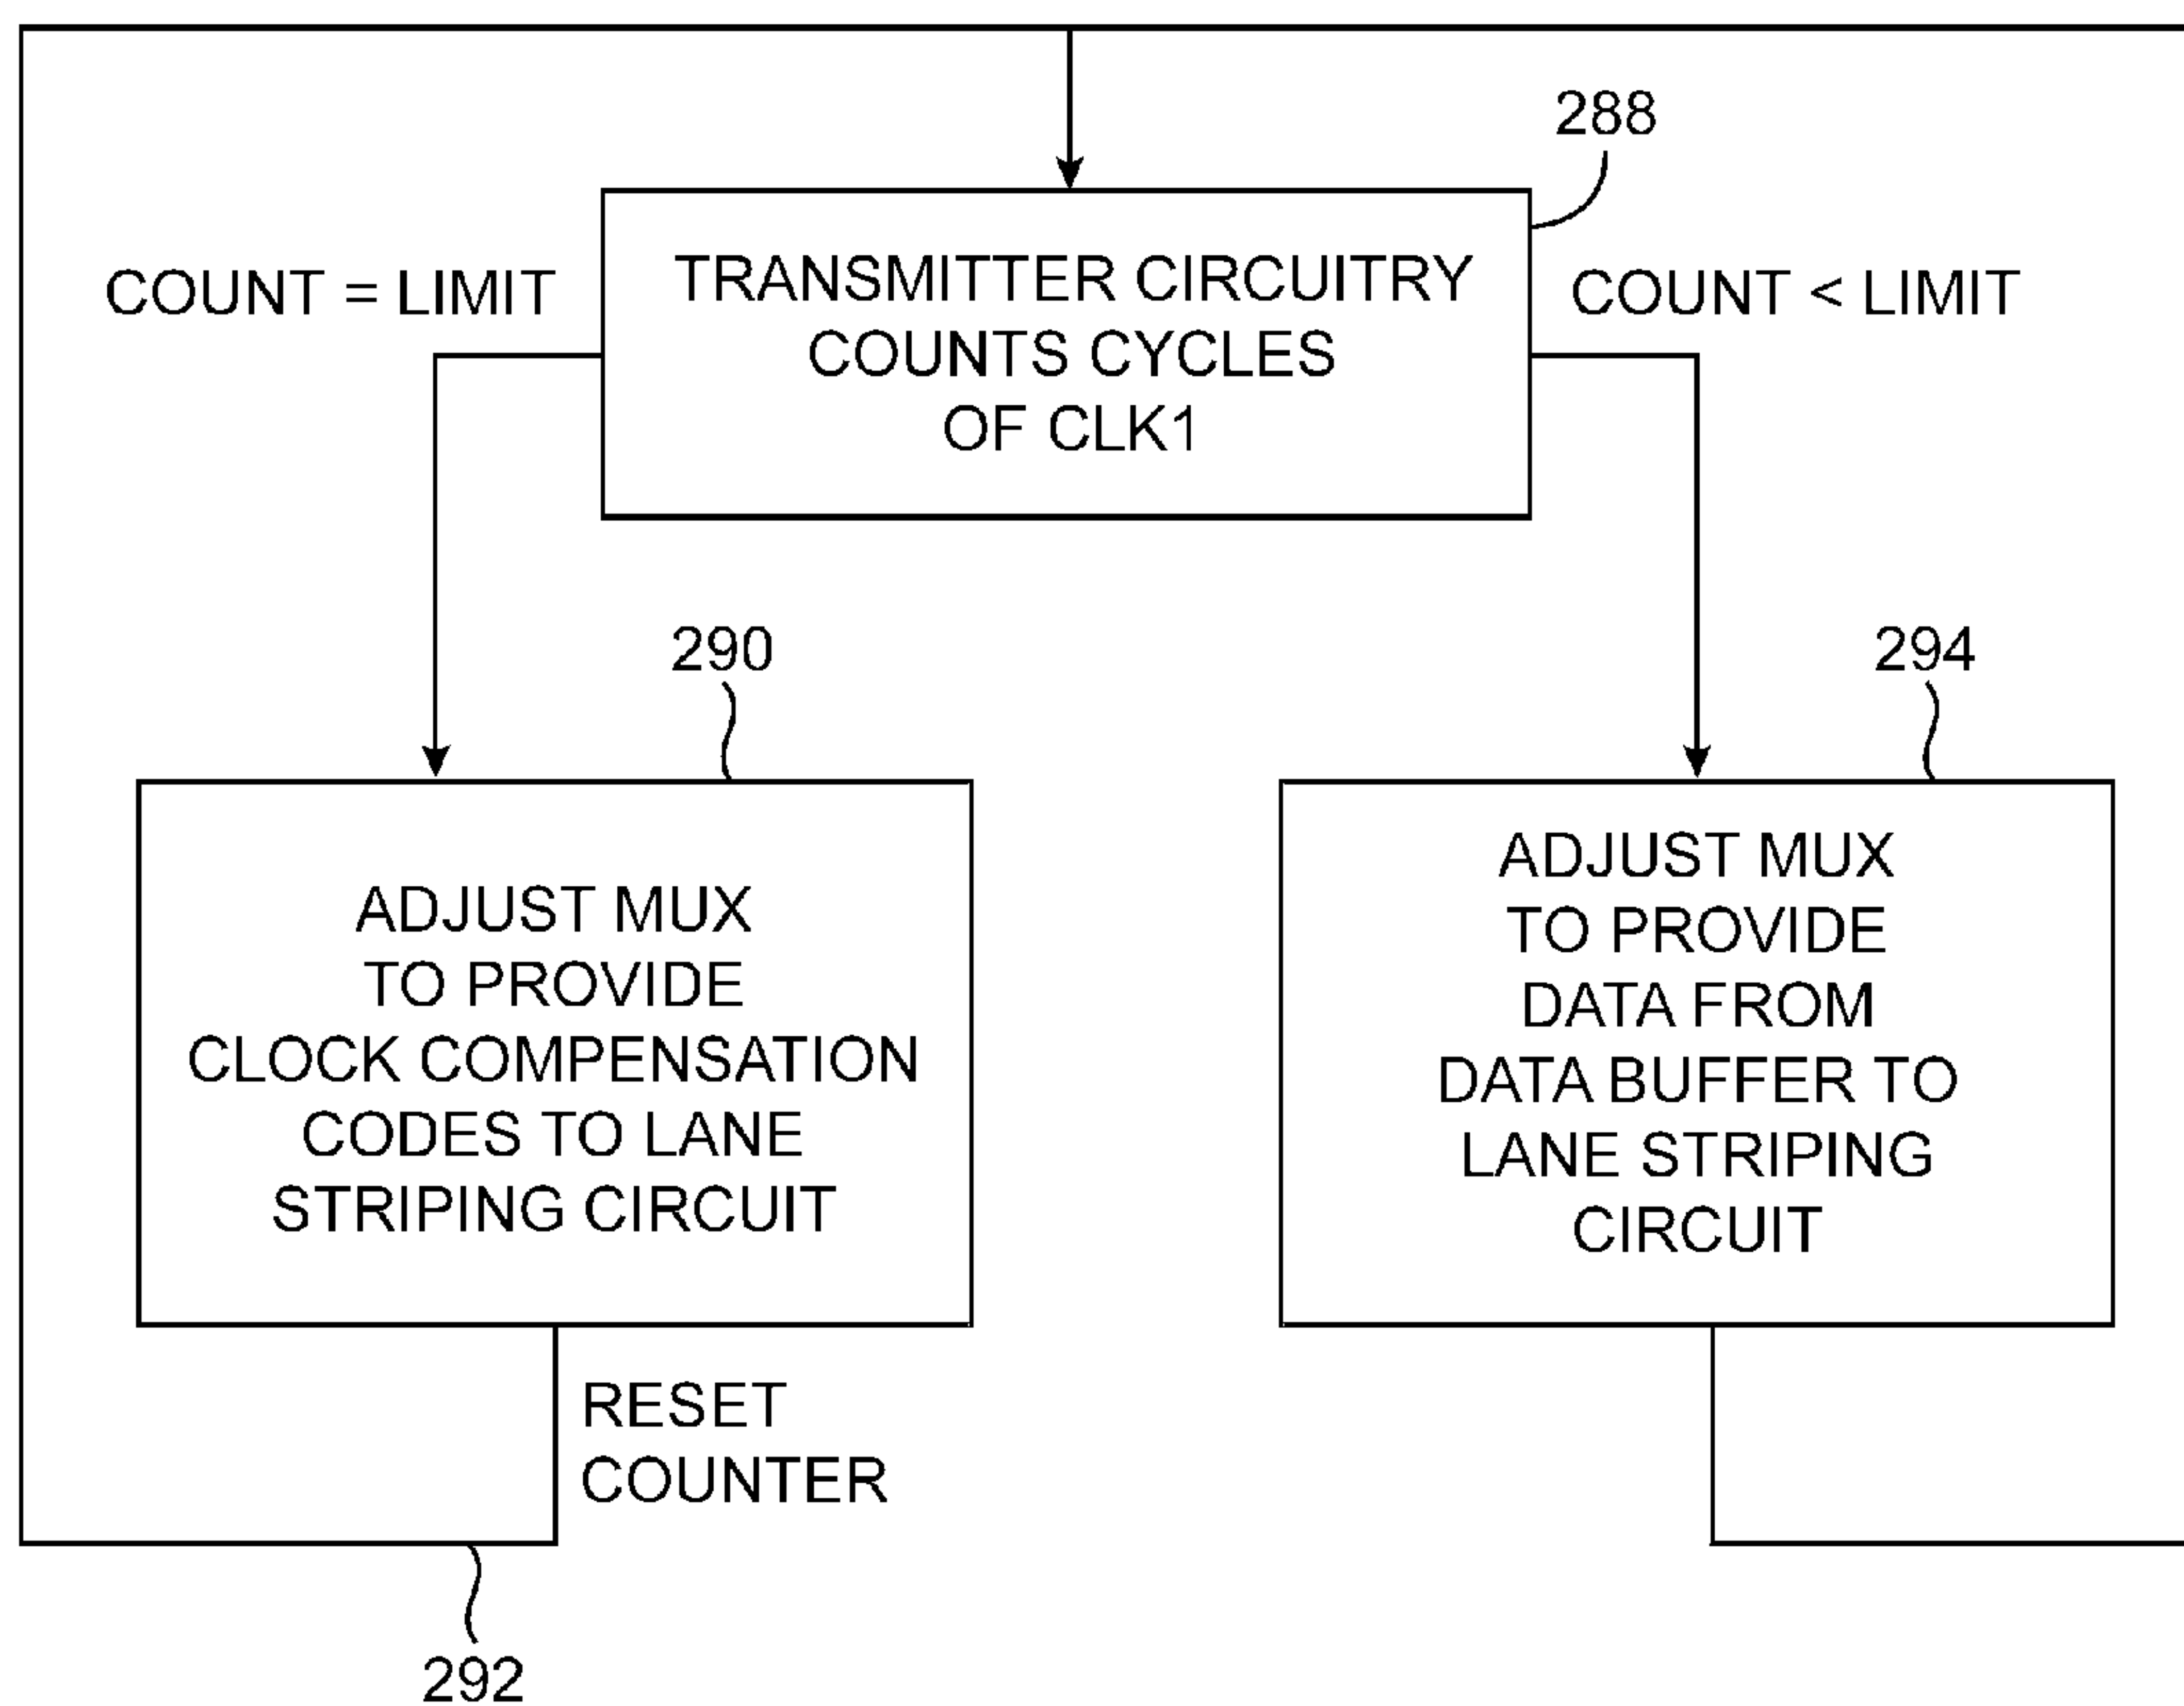 288
COUNT = LIMIT
TRANSMITTER CIRCUITRY
COUNTS CYCLES
OF CLK1
COUNT < LIMIT
290
294
ADJUST MUX
TO PROVIDE
CLOCK COMPENSATION
CODES TO LANE
STRIPING CIRCUIT
ADJUST MUX
TO PROVIDE
DATA FROM
DATA BUFFER TO
LANE STRIPING
CIRCUIT
RESET
COUNTER
292